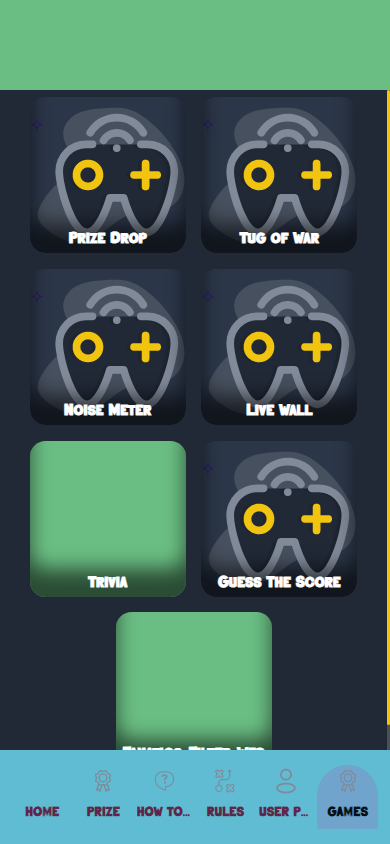 Prize Drop
Tug of War
Noise Meter
Live Wall
Trivia
Guess The Score
HOME
PRIZE
HOW TO...
RULES
USER P...
GAMES